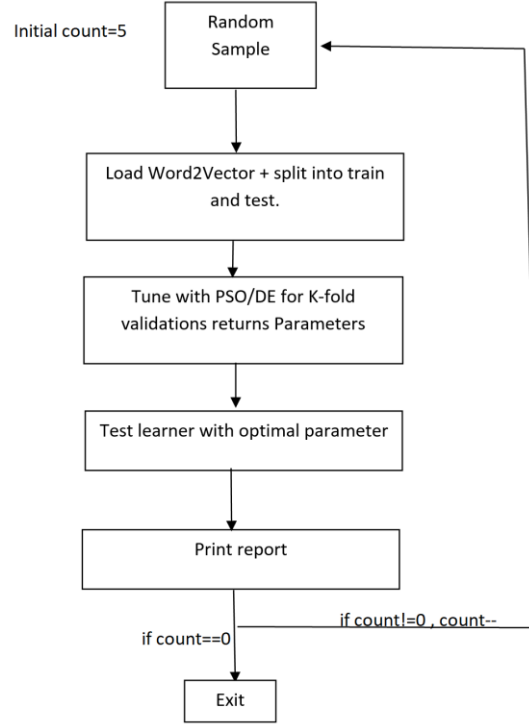 Initial count=5
Random
Sample
Load Word2Vector + split into train
and test.
Tune with PSO/DE for K-fold
validations returns Parameters
Test learner with optimal parameter
Print report
if count!=0 , count--
if count==0
Exit